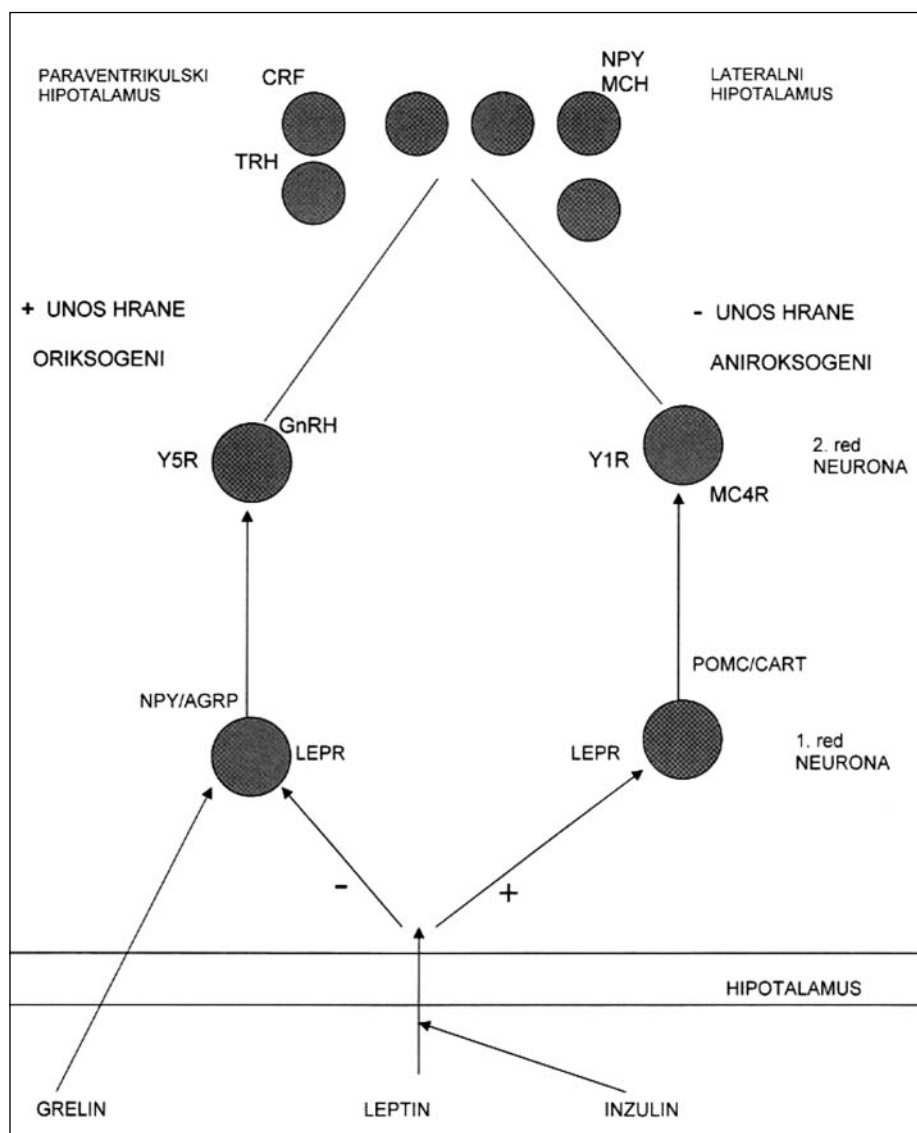 PARAVENTRIKULSKI
HIPOTALAMUS
CRF
TRH
NPY
MCH
LATERALNI
HIPOTALAMUS
+ UNOS HRANE
ORIKSOGENI
- UNOS HRANE
ANIROKSOGENI
GnRH
Y5R
Y1R
MC4R
2. red
NEURONA
NPY/AGRP
LEPR
POMC/CART
LEPR
1. red
NEURONA
-
+
HIPOTALAMUS
GRELIN
LEPTIN
INZULIN